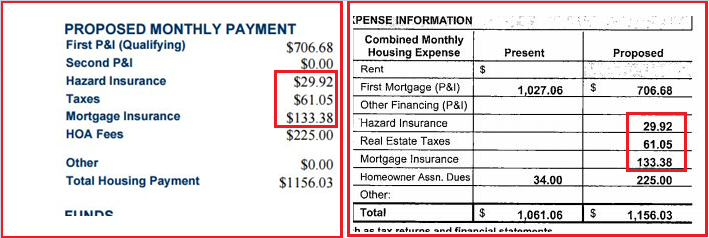 PROPOSED MONTHLY PAYMENT
First P&I (Qualifying) $706.68
Second P&I $0.00
Hazard Insurance $29.92
Taxes $61.05
Mortgage Insurance $133.38
HOA Fees $225.00
Other $0.00
Total Housing Payment $1156.03
FUNDS
PENSE INFORMATION
Combined Monthly Housing Expense Present Proposed
Rent $
First Mortgage (P&I) 1,027.06 $ 706.68
Other Financing (P&I)
Hazard Insurance 29.92
Real Estate Taxes 61.05
Mortgage Insurance 133.38
Homeowner Assn. Dues 34.00 225.00
Other:
Total $ 1,061.06 $ 1,156.03
h as tax returns and financial statements